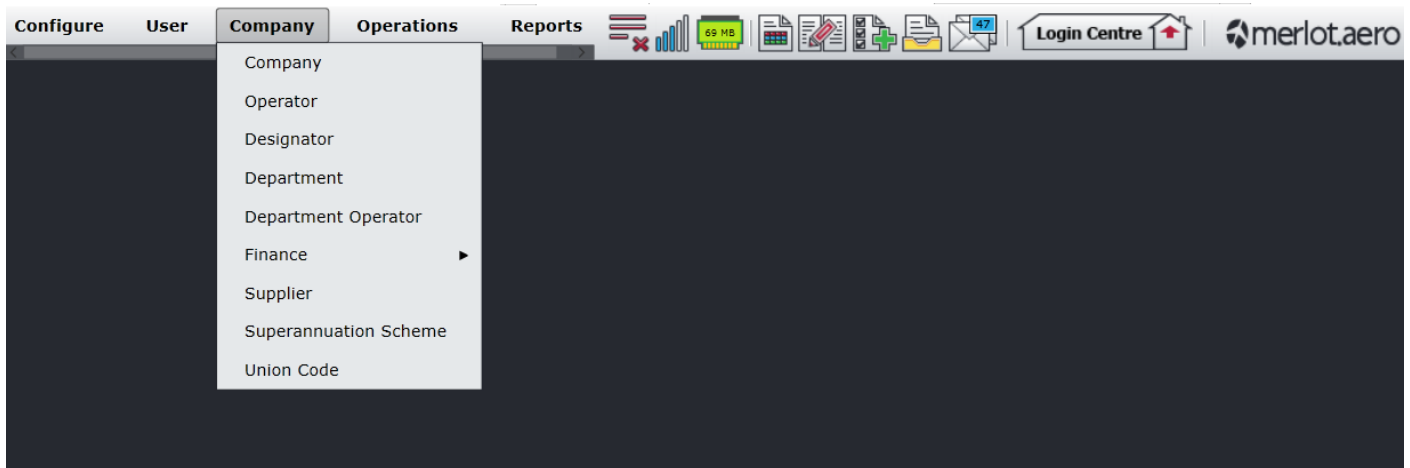 Configure User Company Operations Reports 69 MB 47 Login Centre merlot.aero
Company
Operator
Designator
Department
Department Operator
Finance
Supplier
Superannuation Scheme
Union Code